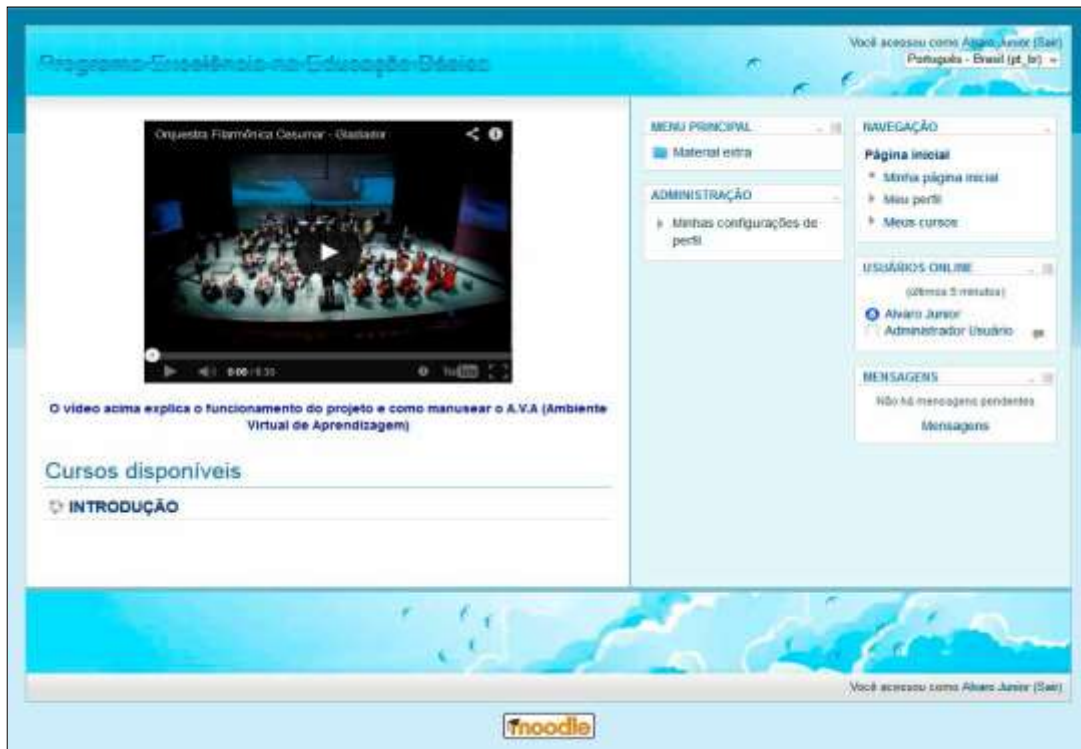 Você acessou como Alvaro Junior (Sair)
Programa Excelência na Educação Básica
Português - Brasil (pt_br)
Orquestra Filarmônica Cesumar - Gladiador
0:00 / 5:35
YouTube
O vídeo acima explica o funcionamento do projeto e como manusear o A.V.A (Ambiente
Virtual de Aprendizagem)
Cursos disponíveis
INTRODUÇÃO
MENU PRINCIPAL
Material extra
ADMINISTRAÇÃO
Minhas configurações de
perfil
NAVEGAÇÃO
Página inicial
Minha página inicial
Meu perfil
Meus cursos
USUÁRIOS ONLINE
(últimos 5 minutos)
Alvaro Junior
Administrador Usuário
MENSAGENS
Não há mensagens pendentes
Mensagens
Você acessou como Alvaro Junior (Sair)
moodle